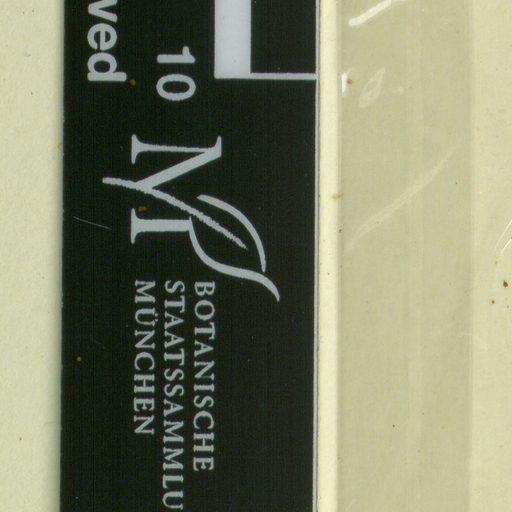 ved
10
BOTANISCHE
STAATSSAMMLU
MÜNCHEN